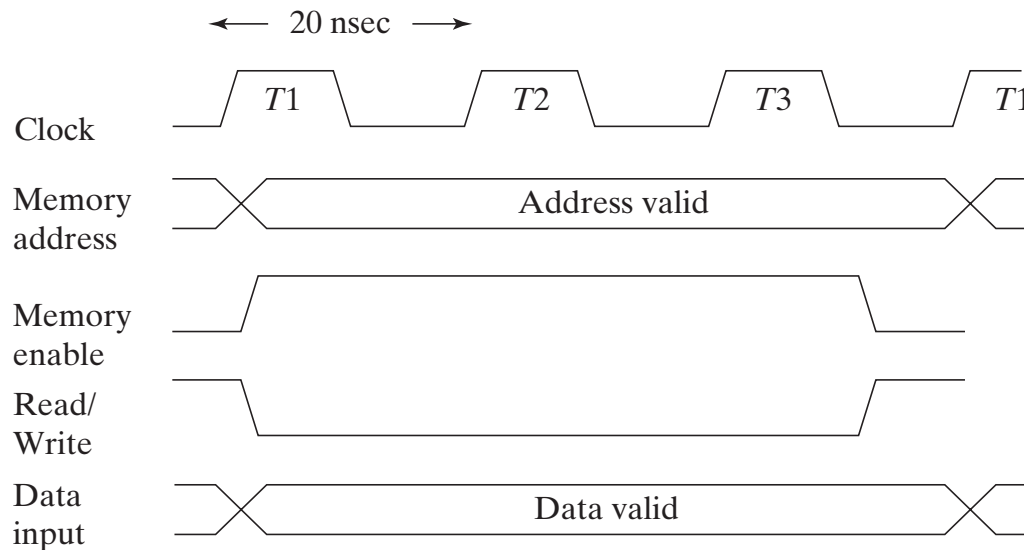 20 nsec
T1
T2
T3
T1
Clock
Memory
address
Address valid
Memory
enable
Read/
Write
Data
input
Data valid